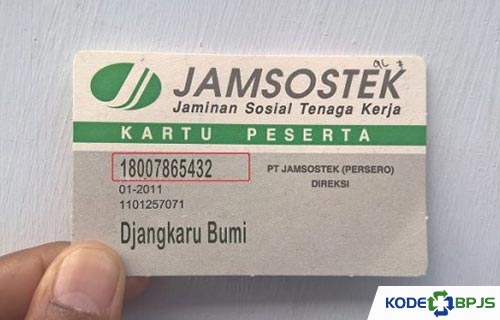 JAMSOSTEK
Jaminan Sosial Tenaga Kerja
KARTU PESERTA
18007865432
01-2011
1101257071
PT JAMSOSTEK (PERSERO)
DIREKSI
Djangkaru Bumi
KODE BPJS